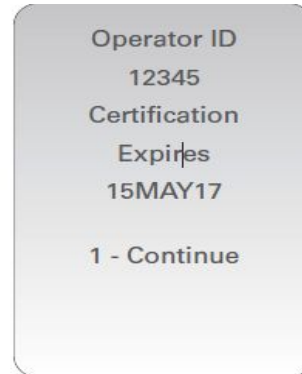 Operator ID
12345
Certification
Expires
15MAY17
1 - Continue